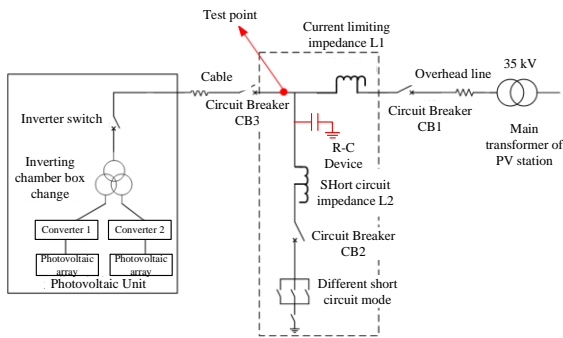 Test point
Current limiting
impedance L1
35 kV
Cable
Overhead line
Circuit Breaker
CB3
Circuit Breaker
CB1
Inverter switch
R-C
Device
Main
transformer of
PV station
Inverting
chamber box
change
SHort circuit
impedance L2
Converter 1
Converter 2
Circuit Breaker
CB2
Photovoltaic
array
Photovoltaic
array
Photovoltaic Unit
Different short
circuit mode